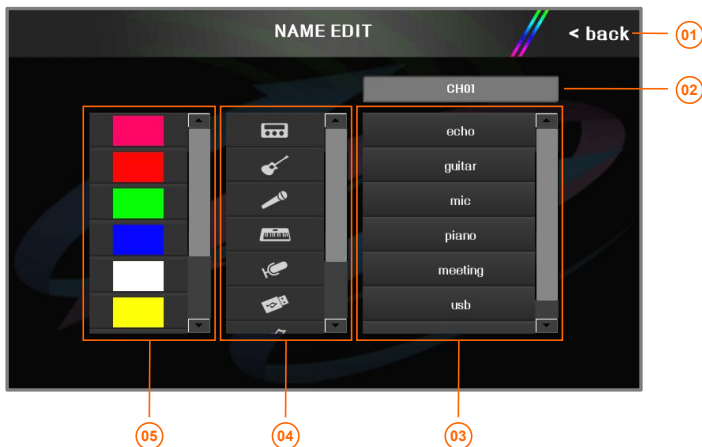 NAME EDIT
< back
01
CH01
02
echo
guitar
mic
piano
meeting
usb
05
04
03